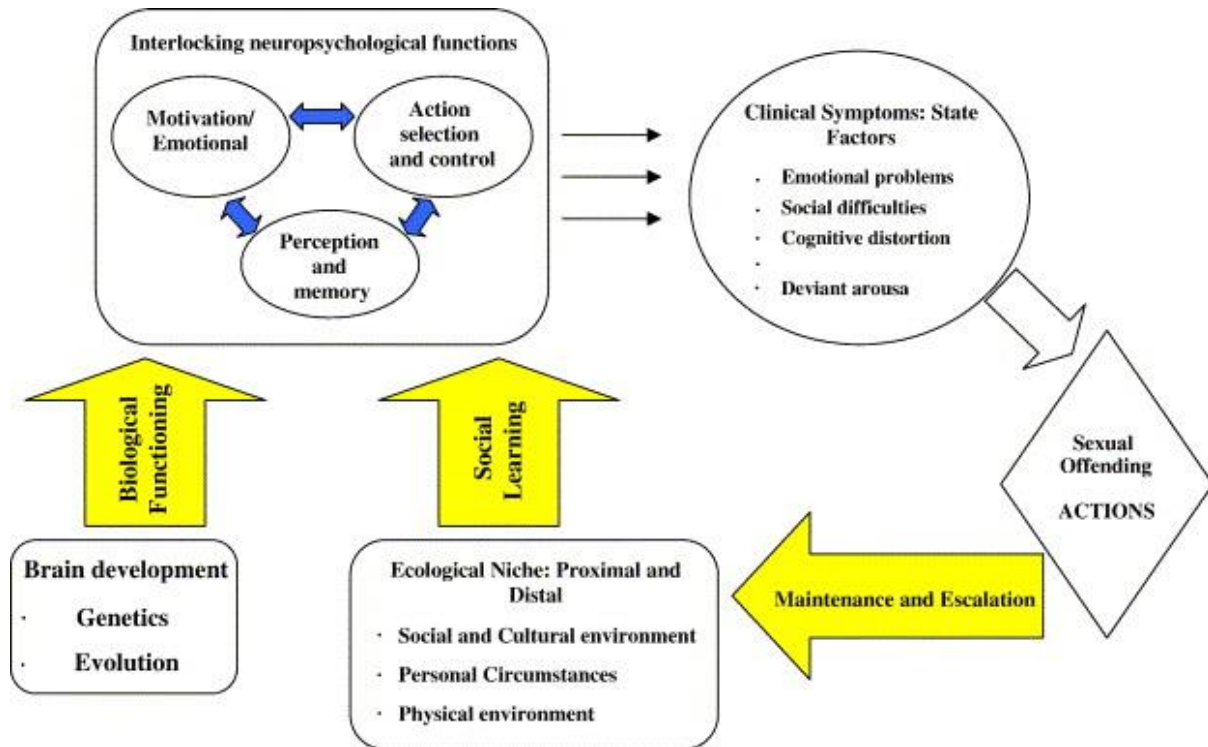 Interlocking neuropsychological functions
Motivation/
Emotional
Action
selection
and control
Perception
and
memory
Clinical Symptoms: State
Factors
· Emotional problems
· Social difficulties
· Cognitive distortion
·
· Deviant arousa
Biological
Functioning
Social
Learning
Sexual
Offending
ACTIONS
Brain development
· Genetics
· Evolution
Ecological Niche: Proximal and
Distal
· Social and Cultural environment
· Personal Circumstances
· Physical environment
Maintenance and Escalation